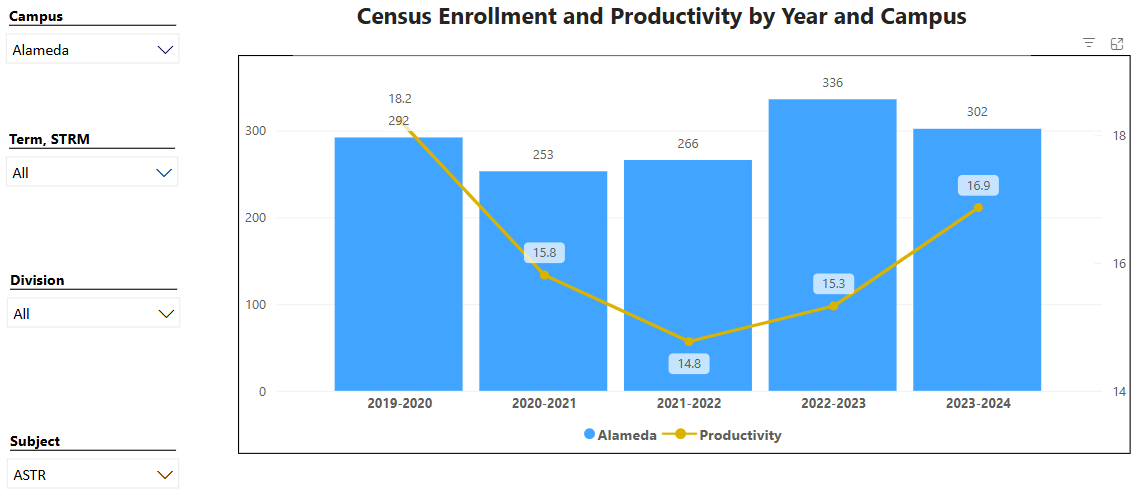 Campus
Alameda
Term, STRM
All
Division
All
Subject
ASTR
Census Enrollment and Productivity by Year and Campus
336
18.2
302
292
300
18
253
266
16.9
200
15.8
16
15.3
100
14.8
0
14
2019-2020 2020-2021 2021-2022 2022-2023 2023-2024
Alameda Productivity